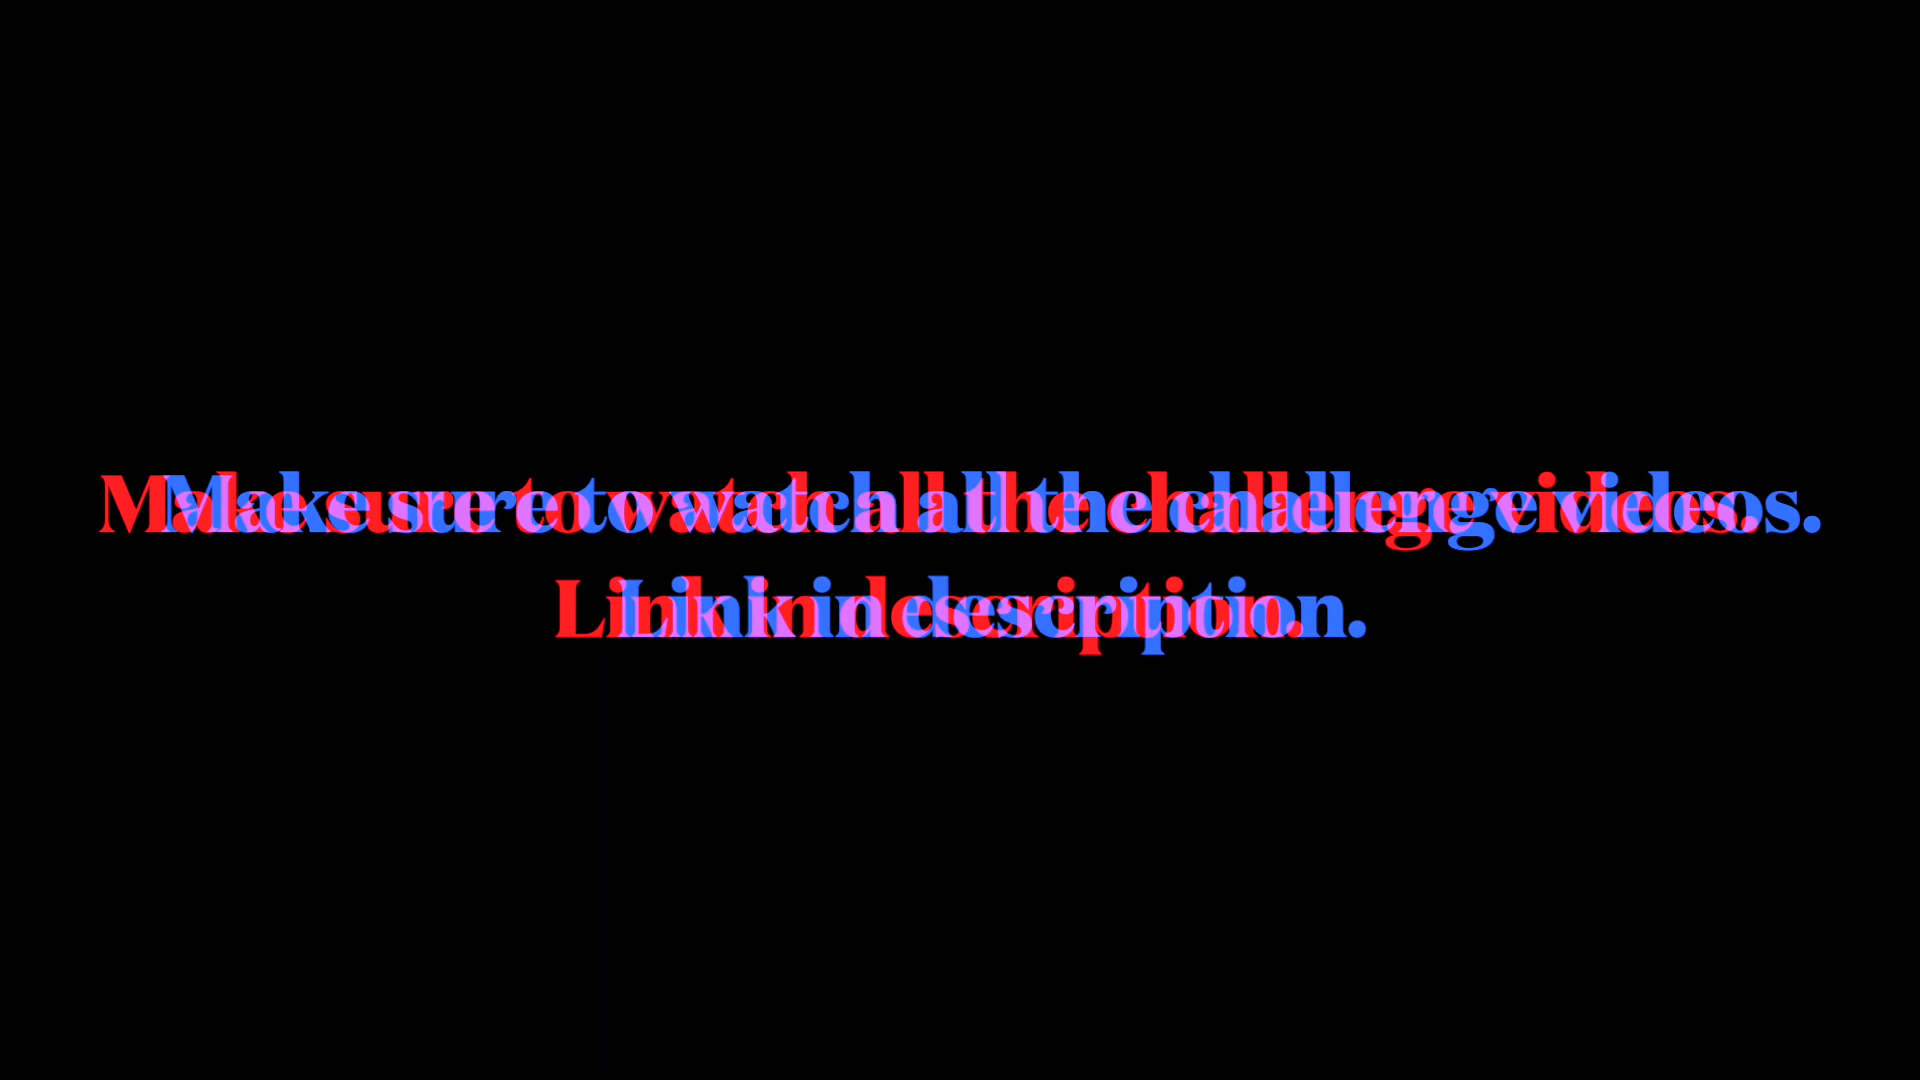 Make sure to watch all the challenge videos.
Link in description.